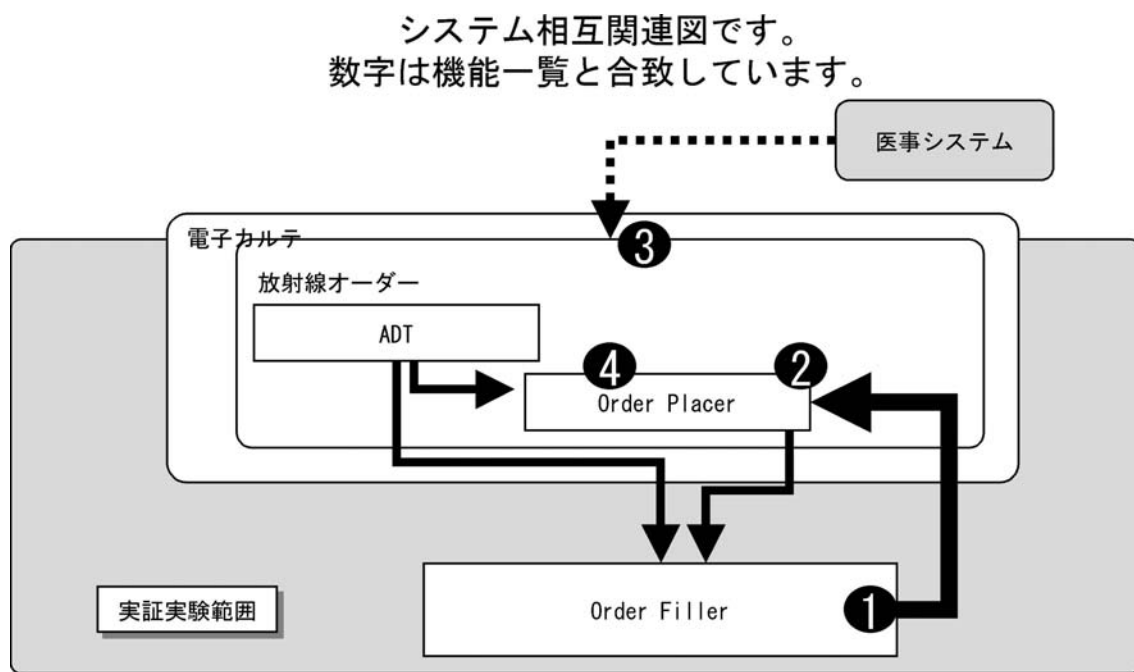 システム相互関連図です。
数字は機能一覧と合致しています。
医事システム
電子カルテ
3
放射線オーダー
ADT
4
2
Order Placer
実証実験範囲
Order Filler
1